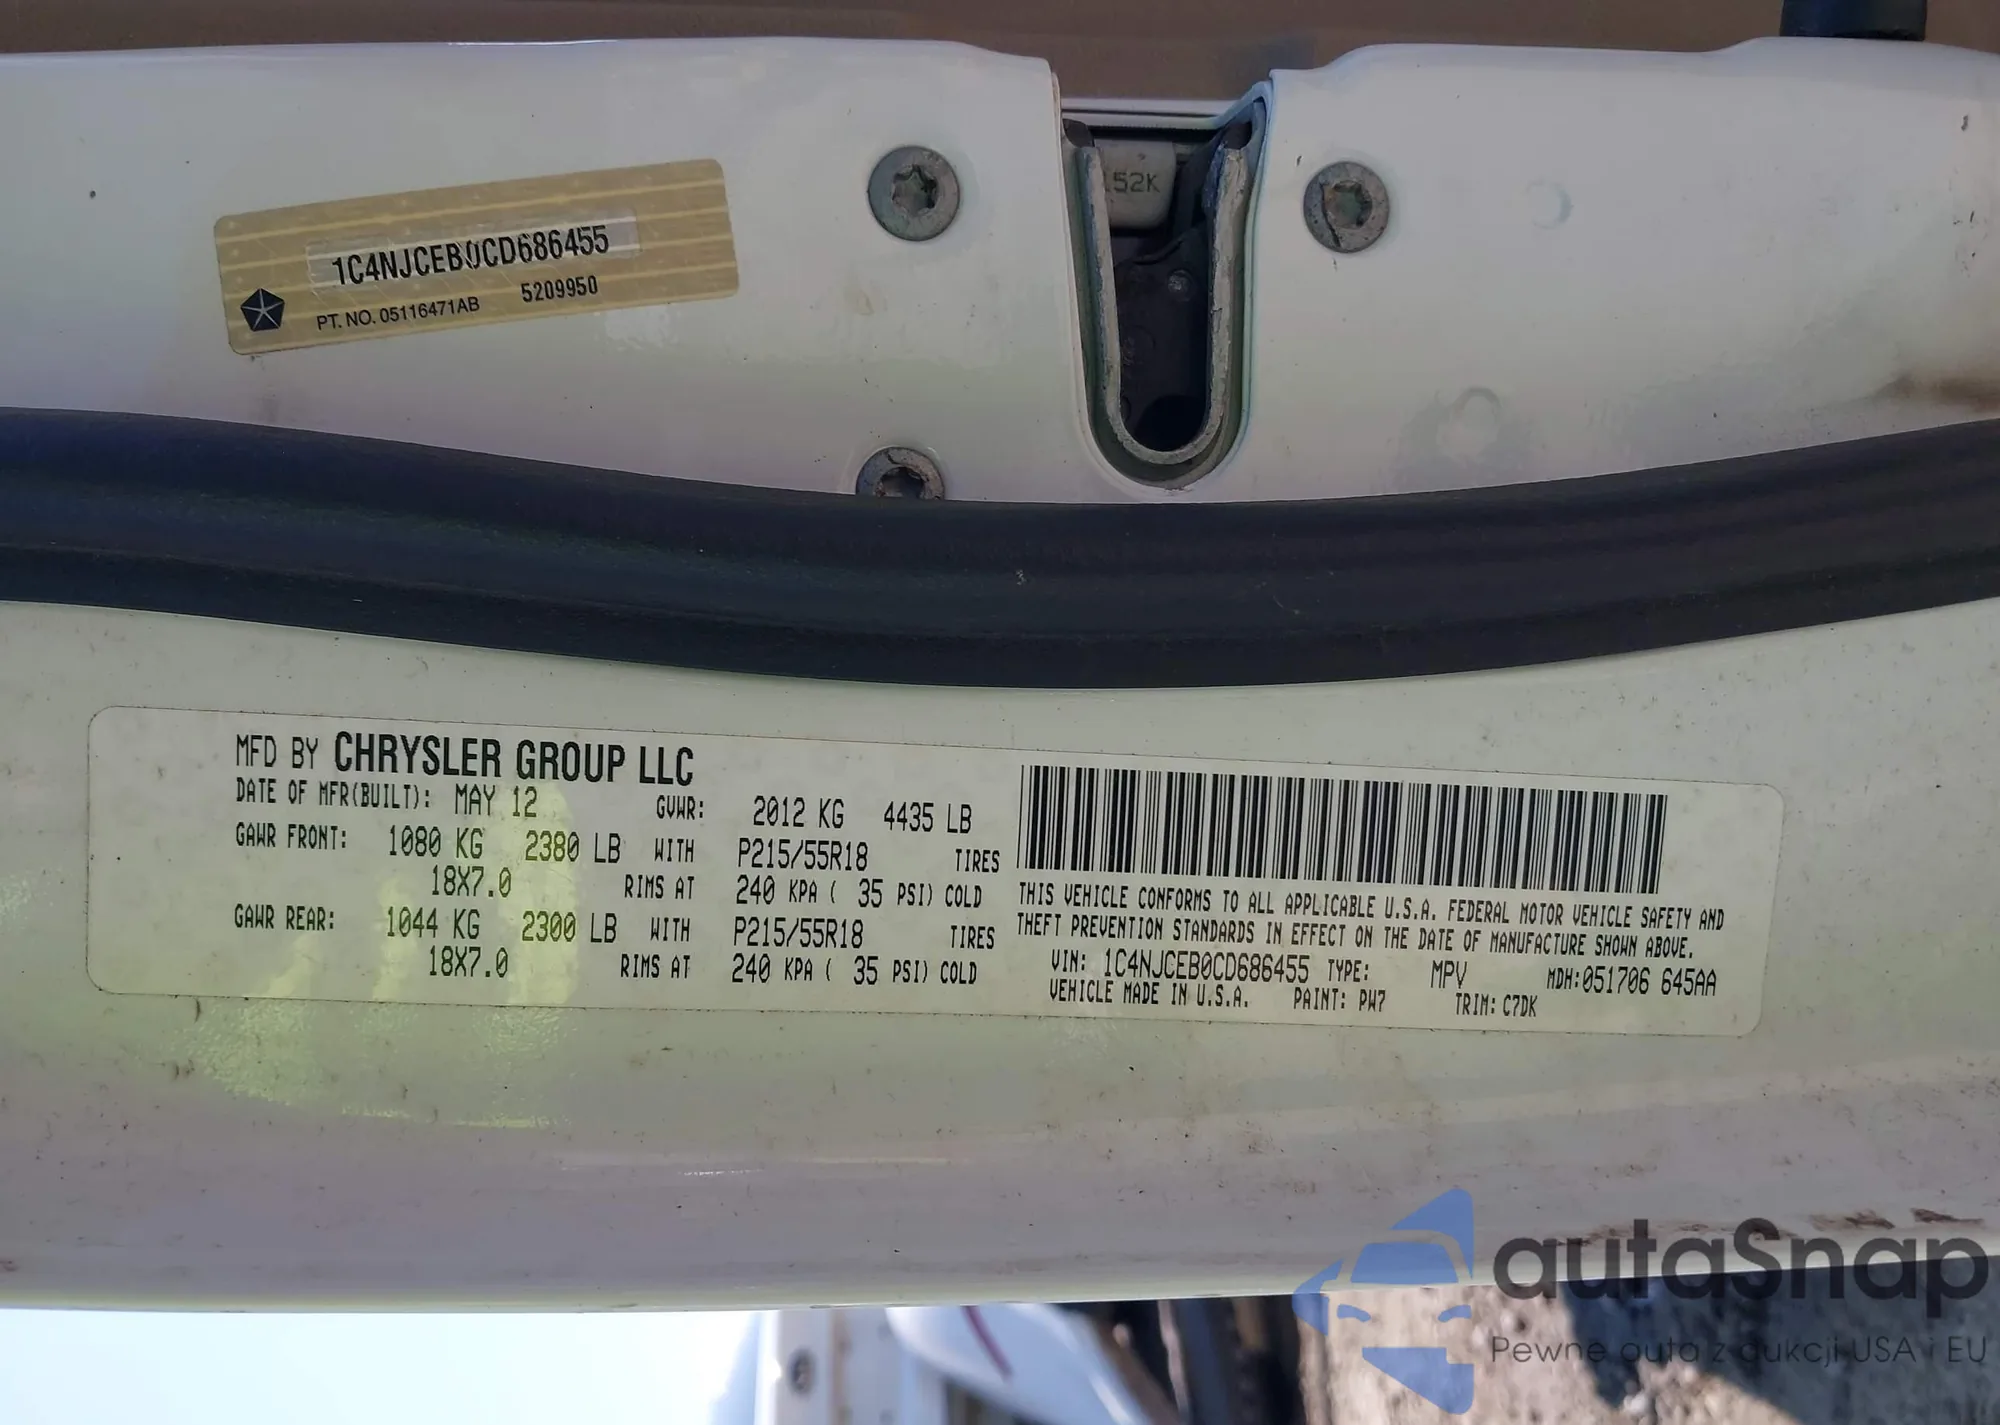 152K
1C4NJCEB0CD686455
PT. NO. 05116471AB 5209950
MFD BY CHRYSLER GROUP LLC
DATE OF MFR(BUILT): MAY 12 GVWR: 2012 KG 4435 LB
GAWR FRONT: 1080 KG 2380 LB WITH P215/55R18 TIRES
18X7.0 RIMS AT 240 KPA ( 35 PSI) COLD
GAWR REAR: 1044 KG 2300 LB WITH P215/55R18 TIRES
18X7.0 RIMS AT 240 KPA ( 35 PSI) COLD
THIS VEHICLE CONFORMS TO ALL APPLICABLE U.S.A. FEDERAL MOTOR VEHICLE SAFETY AND
THEFT PREVENTION STANDARDS IN EFFECT ON THE DATE OF MANUFACTURE SHOWN ABOVE.
VIN: 1C4NJCEB0CD686455 TYPE: MPV MDH:051706 645AA
VEHICLE MADE IN U.S.A. PAINT: PW7 TRIM: C7DK
autaSnap
Pewne auta z aukcji USA i EU